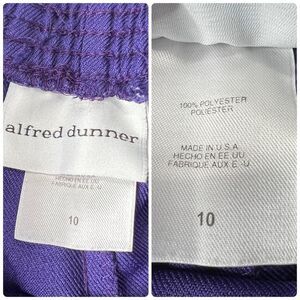 alfred dunner
MADE IN U.S.A.
HECHO EN EE.UU.
FABRIQUE AUX E.-U
10
100% POLYESTER
POLIESTER
MADE IN U.S.A.
HECHO EN EE.UU.
FABRIQUE AUX E.-U
10